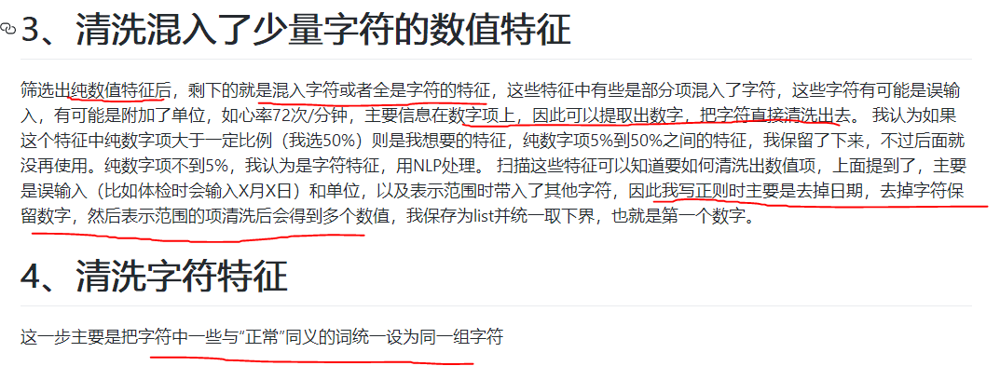 3、清洗混入了少量字符的数值特征
筛选出纯数值特征后，剩下的就是混入字符或者全是字符的特征，这些特征中有些是部分项混入了字符，这些字符有可能是误输
入，有可能是附加了单位，如心率72次/分钟，主要信息在数字项上，因此可以提取出数字，把字符直接清洗出去。 我认为如果
这个特征中纯数字项大于一定比例（我选50%）则是我想要的特征，纯数字项5%到50%之间的特征，我保留了下来，不过后面就
没再使用。纯数字项不到5%，我认为是字符特征，用NLP处理。 扫描这些特征可以知道要如何清洗出数值项，上面提到了，主要
是误输入（比如体检时会输入X月X日）和单位，以及表示范围时带入了其他字符，因此我写正则时主要是去掉日期，去掉字符保
留数字，然后表示范围的项清洗后会得到多个数值，我保存为list并统一取下界，也就是第一个数字。
4、清洗字符特征
这一步主要是把字符中一些与“正常”同义的词统一设为同一组字符